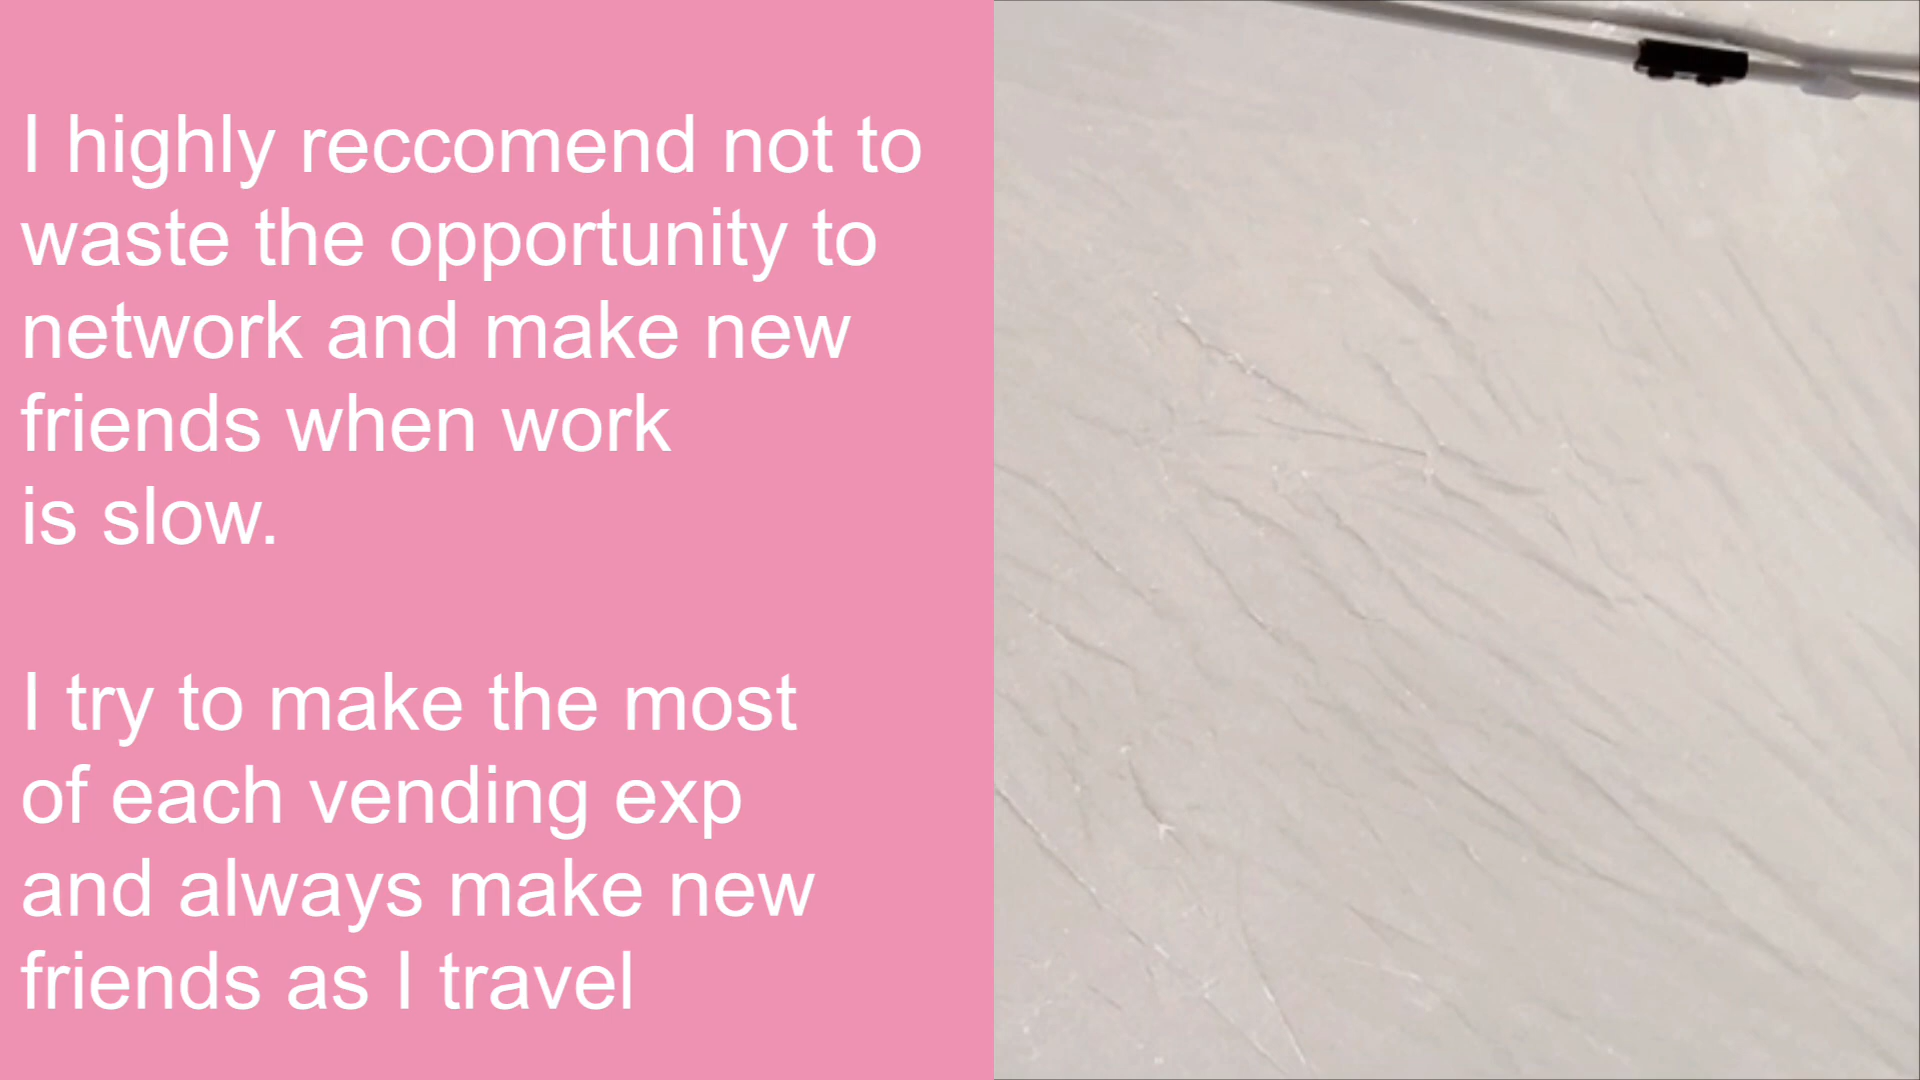 I highly reccomend not to
waste the opportunity to
network and make new
friends when work
is slow.
I try to make the most
of each vending exp
and always make new
friends as I travel